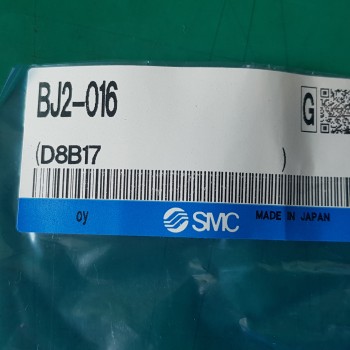 BJ2-016
G
(D8B17 )
oy SMC MADE IN JAPAN